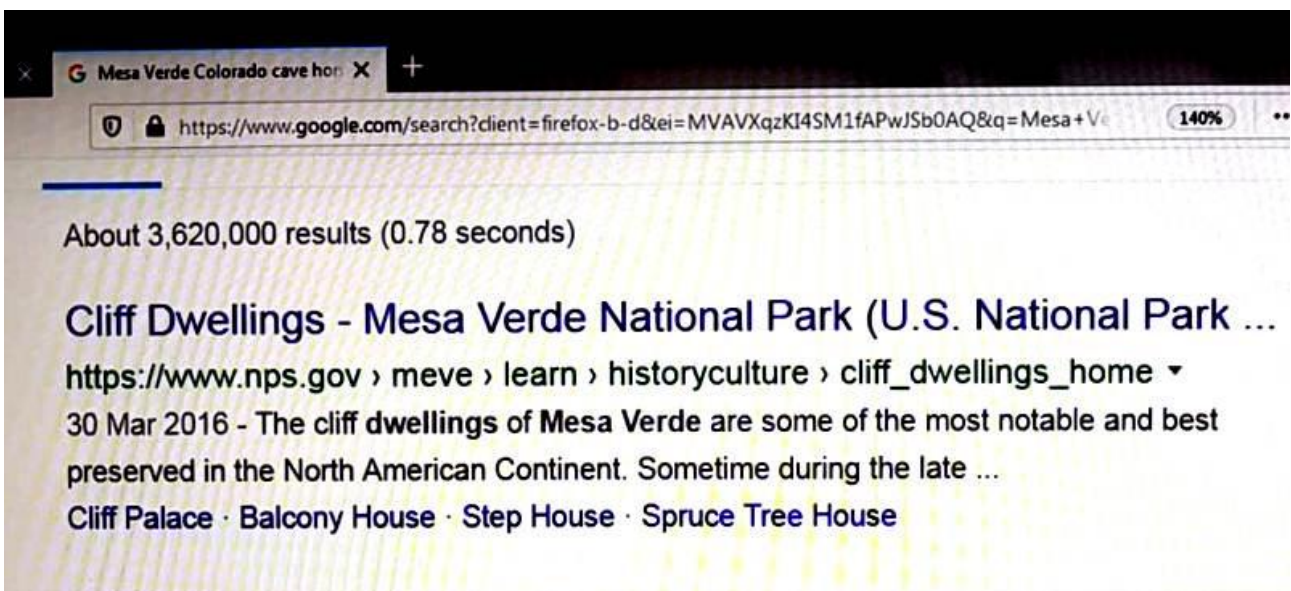 G Mesa Verde Colorado cave
https://www.google.com/search?client=firefox-b-d&ei=MVAVXqzKI4SM1fAPwJSb0AQ&q=Mesa+Ve
140%
About 3,620,000 results (0.78 seconds)
Cliff Dwellings - Mesa Verde National Park (U.S. National Park ...
https://www.nps.gov › meve › learn › historyculture › cliff_dwellings_home
30 Mar 2016 - The cliff dwellings of Mesa Verde are some of the most notable and best
preserved in the North American Continent. Sometime during the late ...
Cliff Palace · Balcony House · Step House · Spruce Tree House